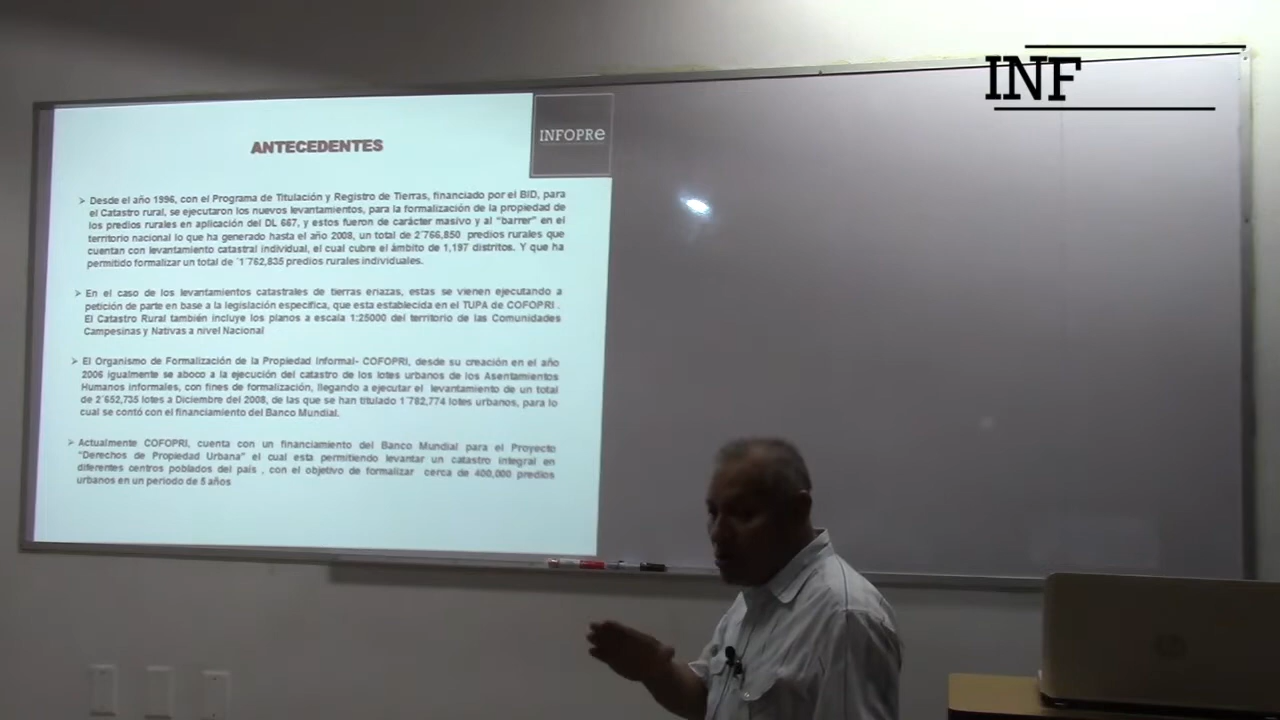 INF
INFOPRe
ANTECEDENTES
➢ Desde el año 1996, con el Programa de Titulación y Registro de Tierras, financiado por el BID, para
el Catastro rural, se ejecutaron los nuevos levantamientos, para la formalización de la propiedad de
los predios rurales en aplicación del DL 667, y estos fueron de carácter masivo y al "barrer" en el
territorio nacional lo que ha generado hasta el año 2008, un total de 2´766,850 predios rurales que
cuentan con levantamiento catastral individual, el cual cubre el ámbito de 1,197 distritos. Y que ha
permitido formalizar un total de ´1´762,835 predios rurales individuales.
➢ En el caso de los levantamientos catastrales de tierras eriazas, estas se vienen ejecutando a
petición de parte en base a la legislación específica, que esta establecida en el TUPA de COFOPRI .
El Catastro Rural también incluye los planos a escala 1:25000 del territorio de las Comunidades
Campesinas y Nativas a nivel Nacional
➢ El Organismo de Formalización de la Propiedad Informal- COFOPRI, desde su creación en el año
2006 igualmente se aboco a la ejecución del catastro de los lotes urbanos de los Asentamientos
Humanos informales, con fines de formalización, llegando a ejecutar el levantamiento de un total
de 2´652,735 lotes a Diciembre del 2008, de las que se han titulado 1´782,774 lotes urbanos, para lo
cual se contó con el financiamiento del Banco Mundial.
➢ Actualmente COFOPRI, cuenta con un financiamiento del Banco Mundial para el Proyecto
"Derechos de Propiedad Urbana" el cual esta permitiendo levantar un catastro integral en
diferentes centros poblados del país , con el objetivo de formalizar cerca de 400,000 predios
urbanos en un periodo de 5 años